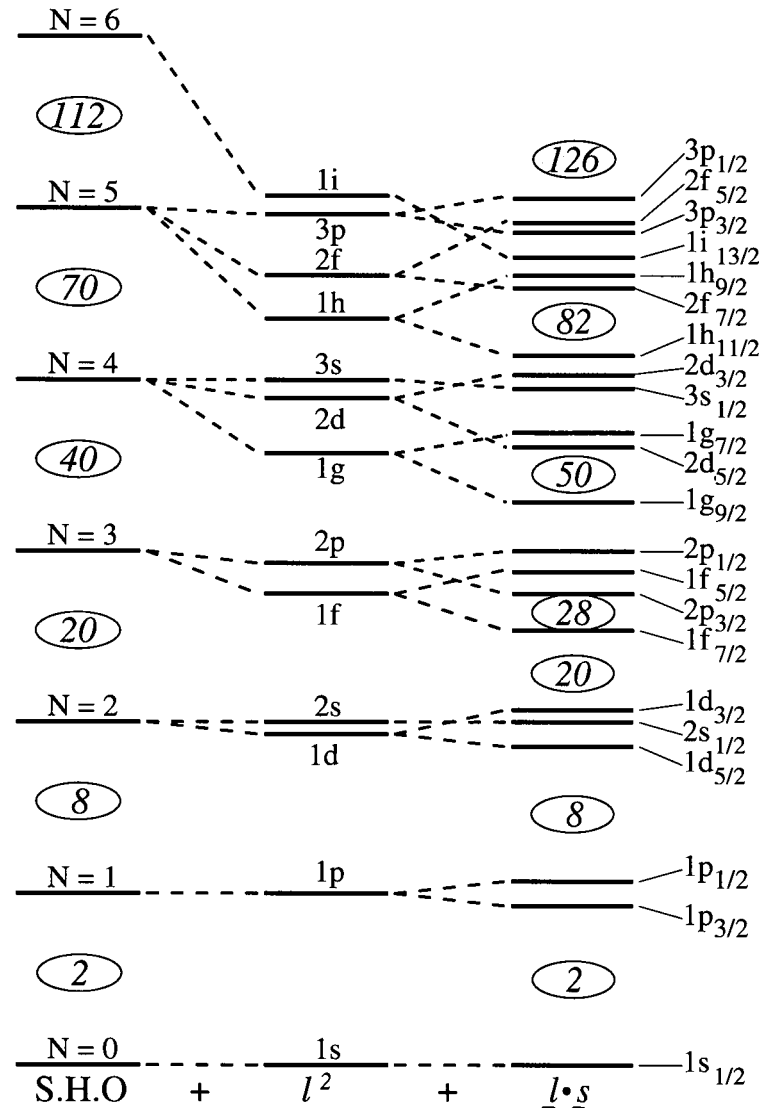 N = 6
112
N = 5
70
N = 4
40
N = 3
20
N = 2
8
N = 1
2
N = 0
S.H.O
+
1i
3p
2f
1h
3s
2d
1g
2p
1f
2s
1d
1p
1s
l²
+
126
82
50
28
20
8
2
l•s
3p1/2
2f5/2
3p3/2
1i13/2
1h9/2
2f7/2
1h11/2
2d3/2
3s1/2
1g7/2
2d5/2
1g9/2
2p1/2
1f5/2
2p3/2
1f7/2
1d3/2
2s1/2
1d5/2
1p1/2
1p3/2
1s1/2